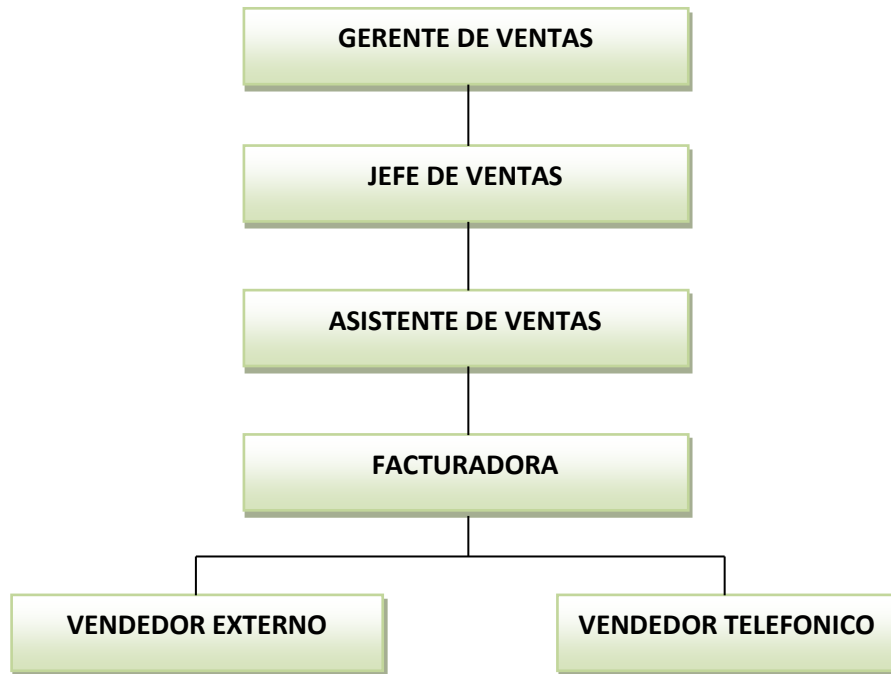 GERENTE DE VENTAS
JEFE DE VENTAS
ASISTENTE DE VENTAS
FACTURADORA
VENDEDOR EXTERNO
VENDEDOR TELEFONICO